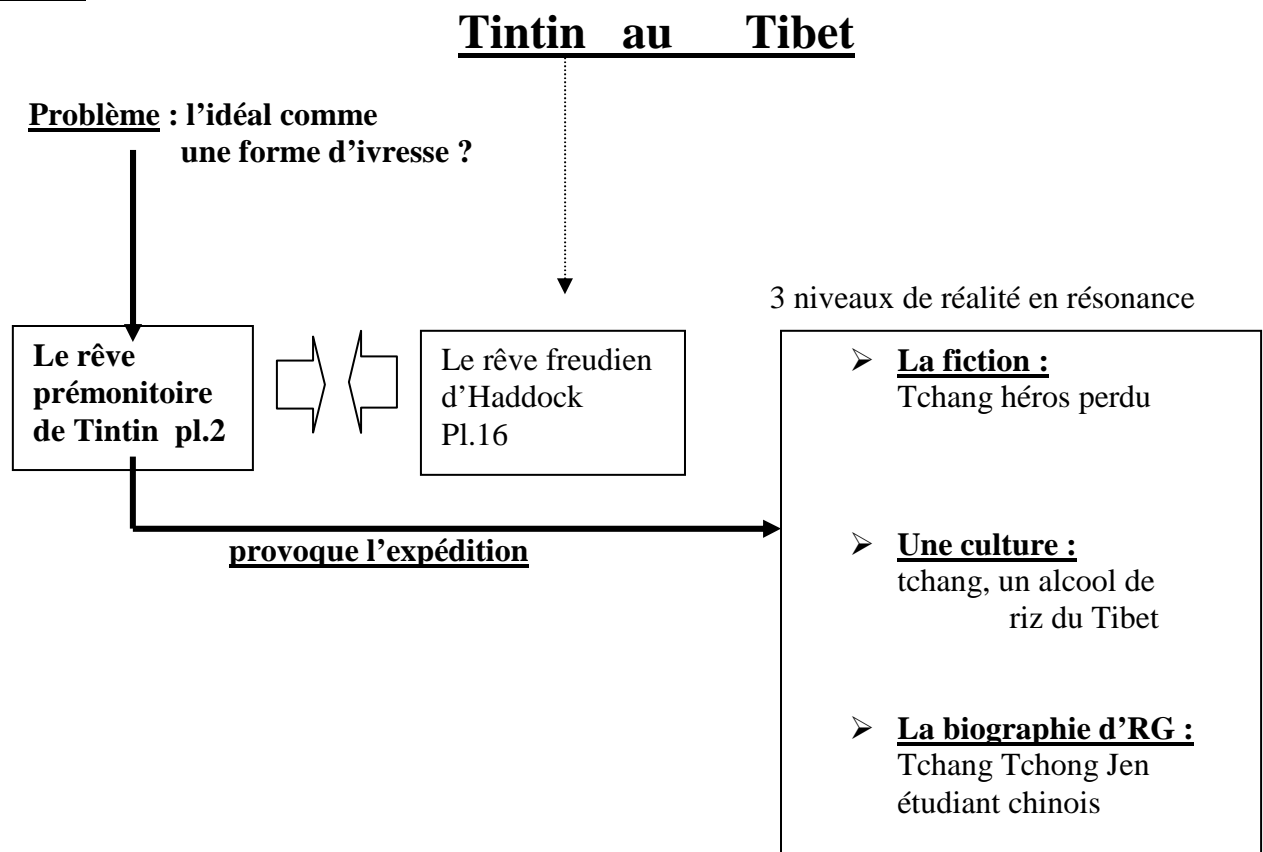 Tintin au Tibet
Problème : l’idéal comme
une forme d’ivresse ?
3 niveaux de réalité en résonance
Le rêve
prémonitoire
de Tintin pl.2
Le rêve freudien
d’Haddock
Pl.16
➢ La fiction :
Tchang héros perdu
provoque l’expédition
➢ Une culture :
tchang, un alcool de
riz du Tibet
➢ La biographie d’RG :
Tchang Tchong Jen
étudiant chinois